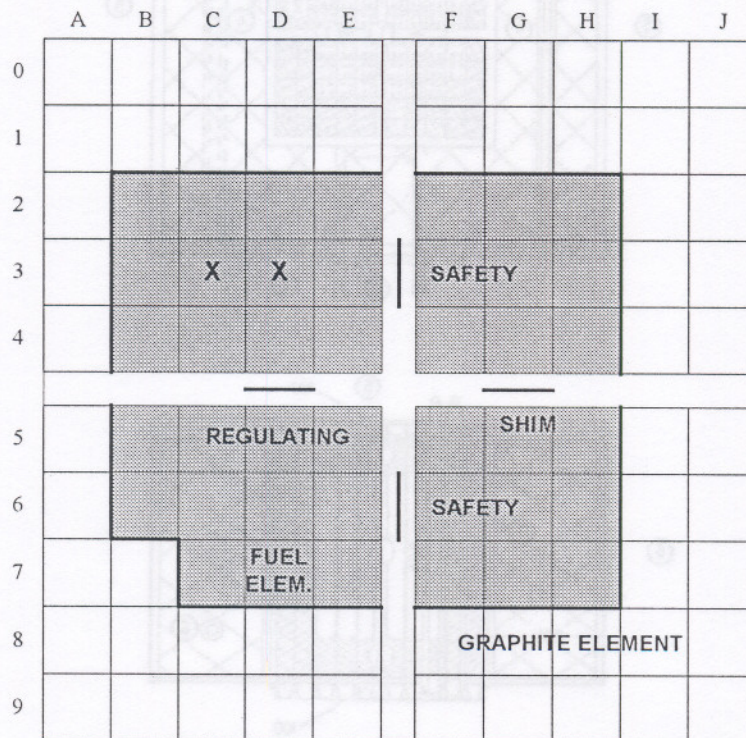 A B C D E F G H I J
0
1
2
3 X X SAFETY
4
5 REGULATING SHIM
6 SAFETY
7 FUEL
ELEM.
8 GRAPHITE ELEMENT
9